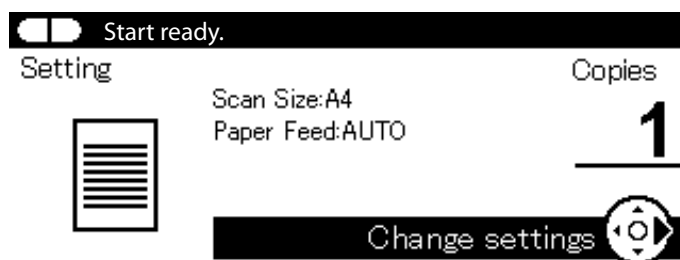 Start ready.
Setting
Copies
Scan Size:A4
Paper Feed:AUTO
1
Change settings